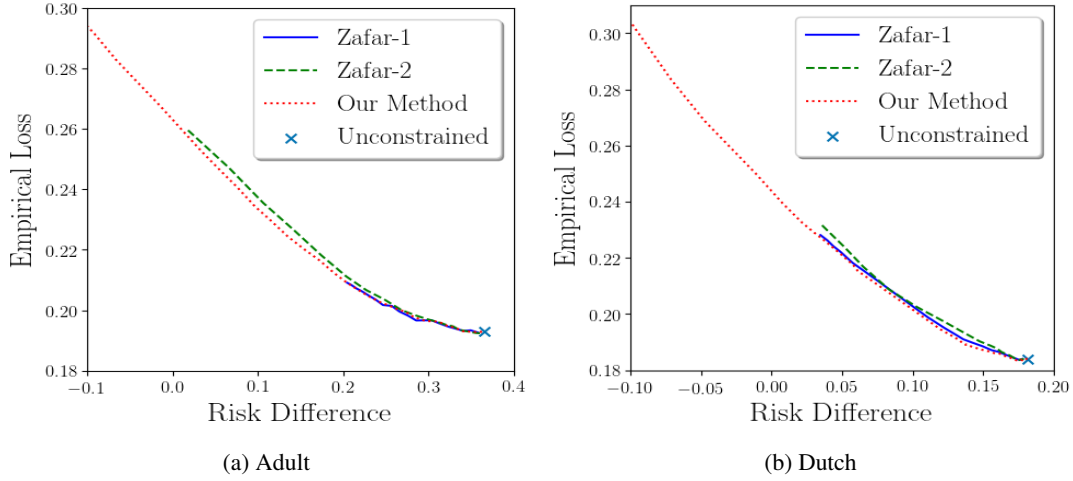 0.30
0.28
0.26
0.24
0.22
0.20
0.18
Empirical Loss
−0.1
0.0
0.1
0.2
0.3
0.4
Risk Difference
Zafar-1
Zafar-2
Our Method
Unconstrained
(a) Adult
0.30
0.28
0.26
0.24
0.22
0.20
0.18
Empirical Loss
−0.10
−0.05
0.00
0.05
0.10
0.15
0.20
Risk Difference
Zafar-1
Zafar-2
Our Method
Unconstrained
(b) Dutch